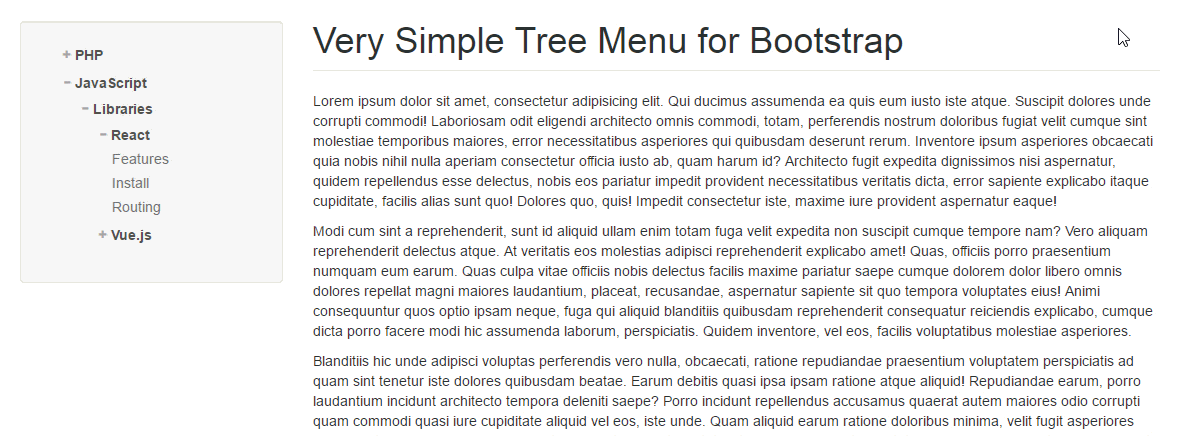 + PHP
− JavaScript
− Libraries
− React
Features
Install
Routing
+ Vue.js
Very Simple Tree Menu for Bootstrap
Lorem ipsum dolor sit amet, consectetur adipisicing elit. Qui ducimus assumenda ea quis eum iusto iste atque. Suscipit dolores unde
corrupti commodi! Laboriosam odit eligendi architecto omnis commodi, totam, perferendis nostrum doloribus fugiat velit cumque sint
molestiae temporibus maiores, error necessitatibus asperiores qui quibusdam deserunt rerum. Inventore ipsum asperiores obcaecati
quia nobis nihil nulla aperiam consectetur officia iusto ab, quam harum id? Architecto fugit expedita dignissimos nisi aspernatur,
quidem repellendus esse delectus, nobis eos pariatur impedit provident necessitatibus veritatis dicta, error sapiente explicabo itaque
cupiditate, facilis alias sunt quo! Dolores quo, quis! Impedit consectetur iste, maxime iure provident aspernatur eaque!
Modi cum sint a reprehenderit, sunt id aliquid ullam enim totam fuga velit expedita non suscipit cumque tempore nam? Vero aliquam
reprehenderit delectus atque. At veritatis eos molestias adipisci reprehenderit explicabo amet! Quas, officiis porro praesentium
numquam eum earum. Quas culpa vitae officiis nobis delectus facilis maxime pariatur saepe cumque dolorem dolor libero omnis
dolores repellat magni maiores laudantium, placeat, recusandae, aspernatur sapiente sit quo tempora voluptates eius! Animi
consequuntur quos optio ipsam neque, fuga qui aliquid blanditiis quibusdam reprehenderit consequatur reiciendis explicabo, cumque
dicta porro facere modi hic assumenda laborum, perspiciatis. Quidem inventore, vel eos, facilis voluptatibus molestiae asperiores.
Blanditiis hic unde adipisci voluptas perferendis vero nulla, obcaecati, ratione repudiandae praesentium voluptatem perspiciatis ad
quam sint tenetur iste dolores quibusdam beatae. Earum debitis quasi ipsa ipsam ratione atque aliquid! Repudiandae earum, porro
laudantium incidunt architecto tempora deleniti saepe? Porro incidunt repellendus accusamus quaerat autem maiores odio corrupti
quam commodi quasi iure cupiditate aliquid vel eos, iste unde. Quam aliquid earum ratione doloribus minima, velit fugit asperiores